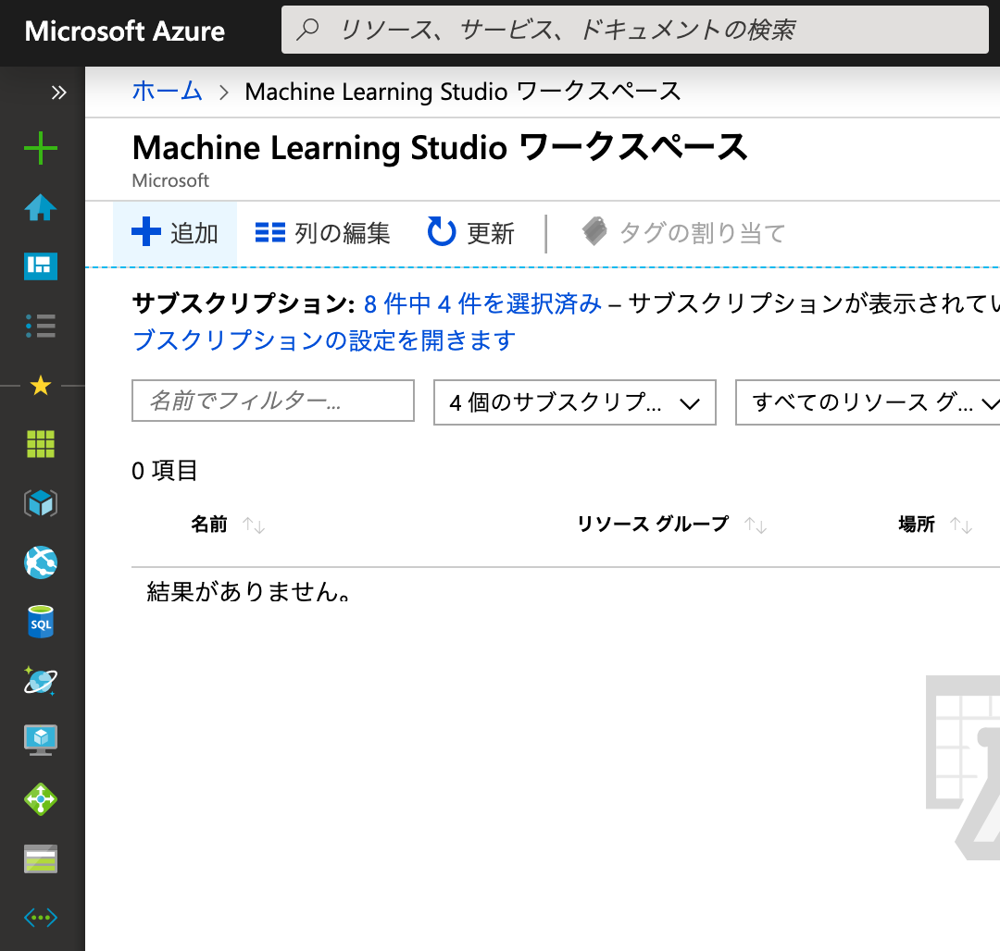 Microsoft Azure
リソース、サービス、ドキュメントの検索
ホーム > Machine Learning Studio ワークスペース
Machine Learning Studio ワークスペース
Microsoft
追加 列の編集 更新 タグの割り当て
サブスクリプション: 8 件中 4 件を選択済み – サブスクリプションが表示されてい
ブスクリプションの設定を開きます
名前でフィルター... 4 個のサブスクリプ... すべてのリソース グ...
0 項目
名前 リソース グループ 場所
結果がありません。
SQL